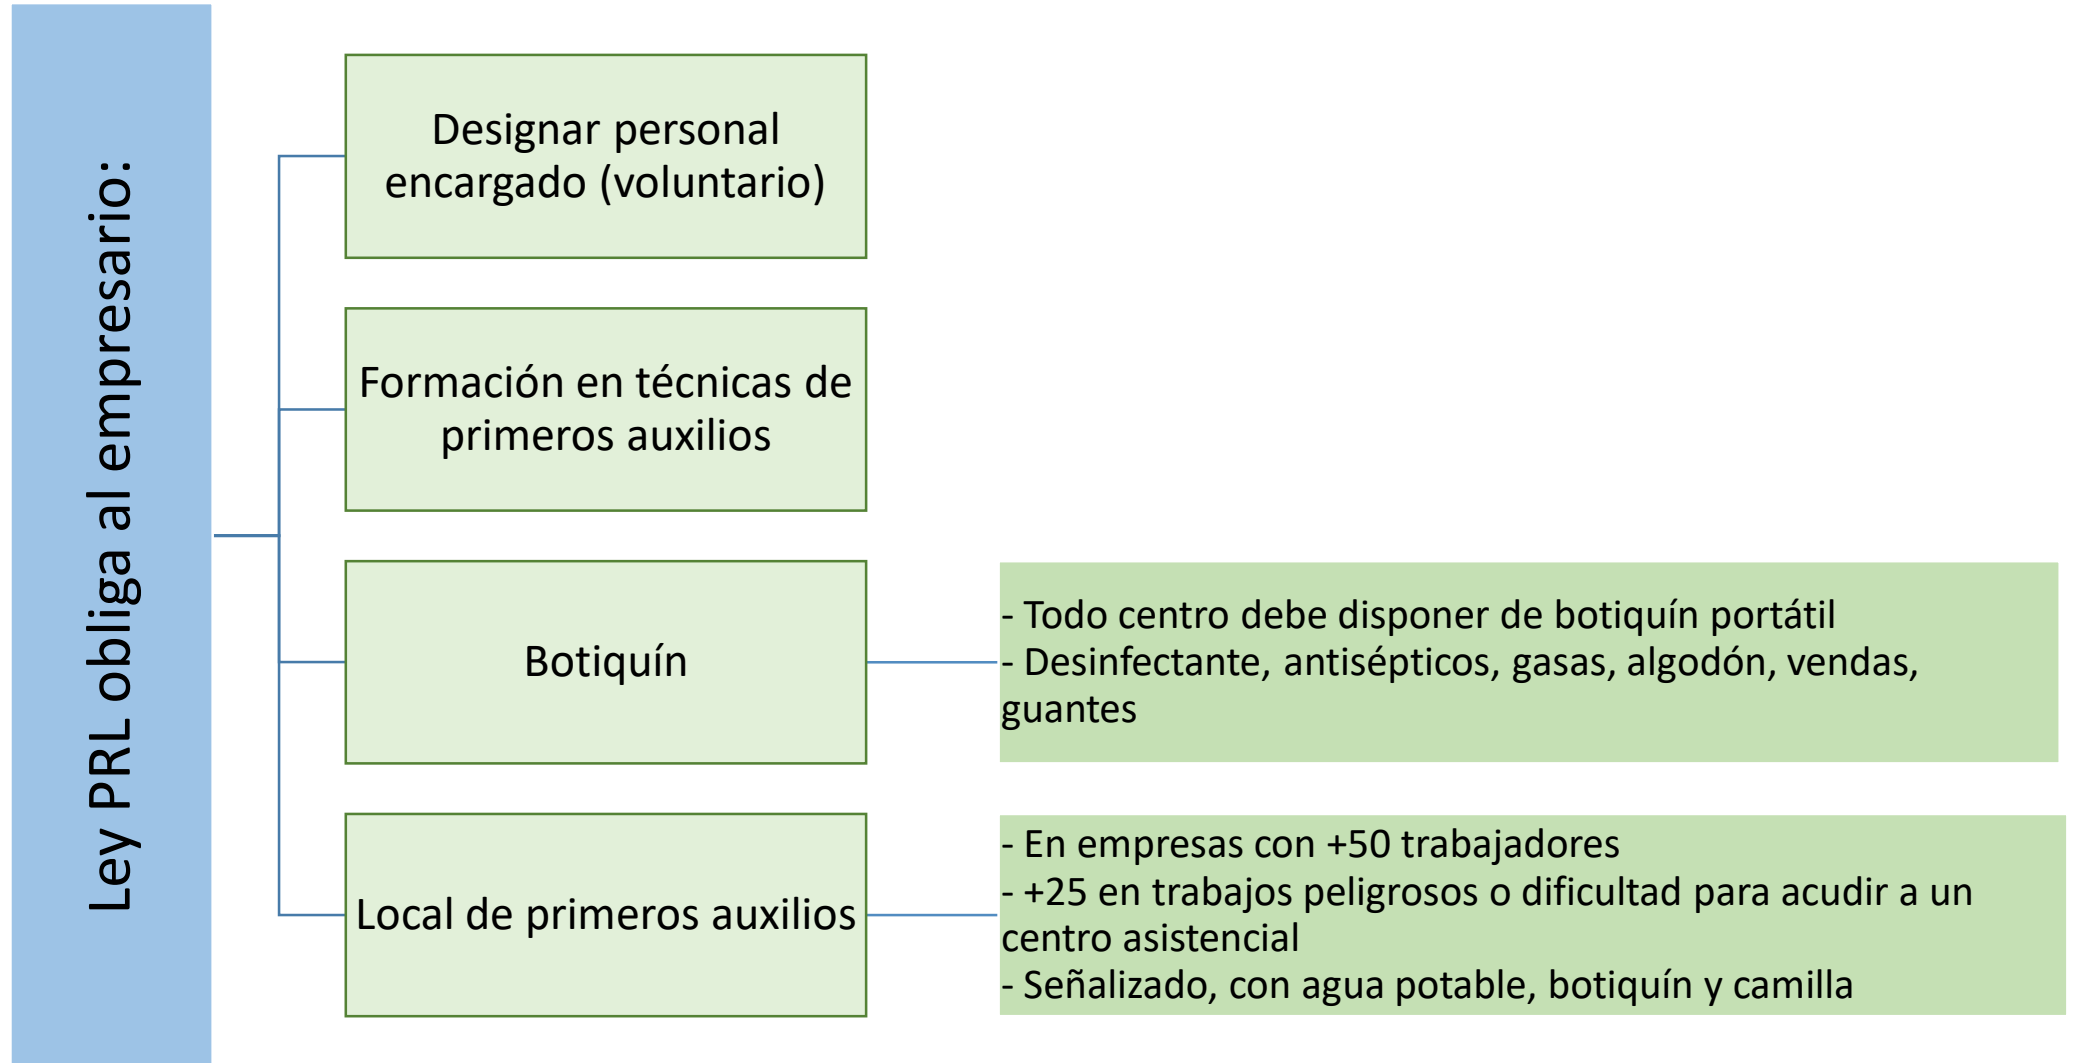 Ley PRL obliga al empresario:
Designar personal
encargado (voluntario)
Formación en técnicas de
primeros auxilios
Botiquín
- Todo centro debe disponer de botiquín portátil
- Desinfectante, antisépticos, gasas, algodón, vendas,
guantes
Local de primeros auxilios
- En empresas con +50 trabajadores
- +25 en trabajos peligrosos o dificultad para acudir a un
centro asistencial
- Señalizado, con agua potable, botiquín y camilla